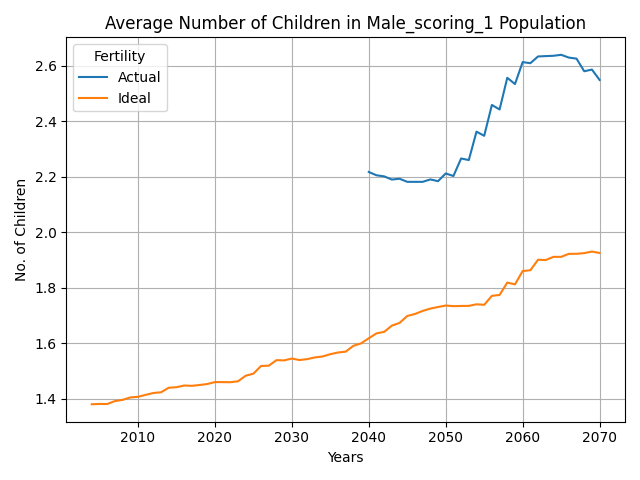 Average Number of Children in Male_scoring_1 Population
Fertility
Actual
Ideal
No. of Children
2.6
2.4
2.2
2.0
1.8
1.6
1.4
2010
2020
2030
2040
2050
2060
2070
Years